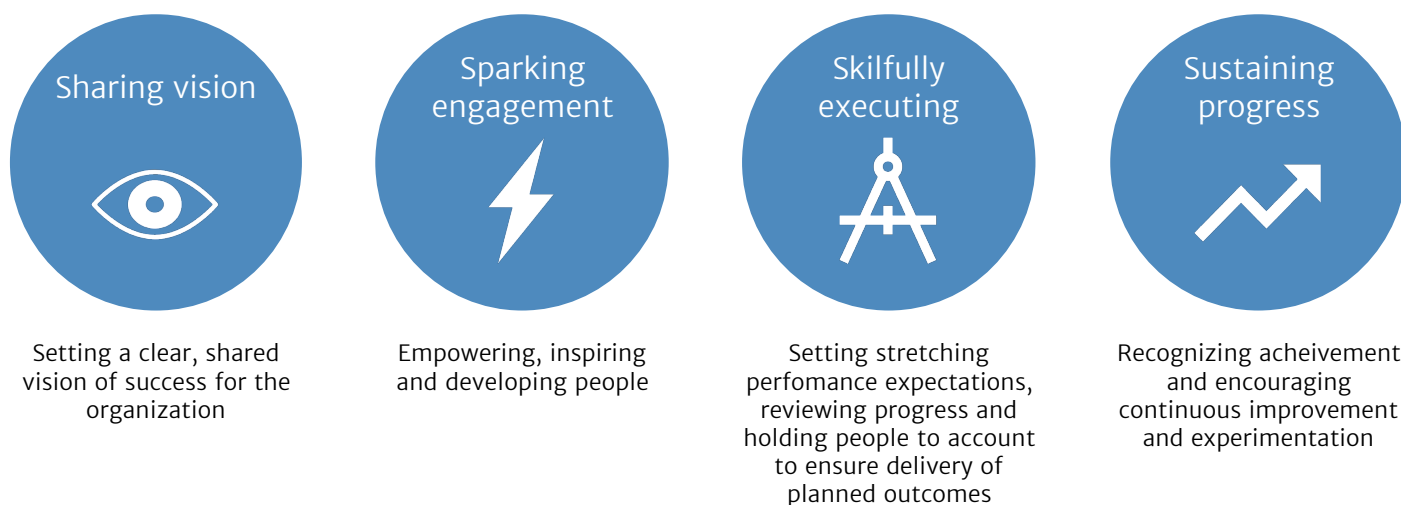 Sharing vision
Setting a clear, shared
vision of success for the
organization
Sparking
engagement
Empowering, inspiring
and developing people
Skilfully
executing
Setting stretching
perfomance expectations,
reviewing progress and
holding people to account
to ensure delivery of
planned outcomes
Sustaining
progress
Recognizing acheivement
and encouraging
continuous improvement
and experimentation